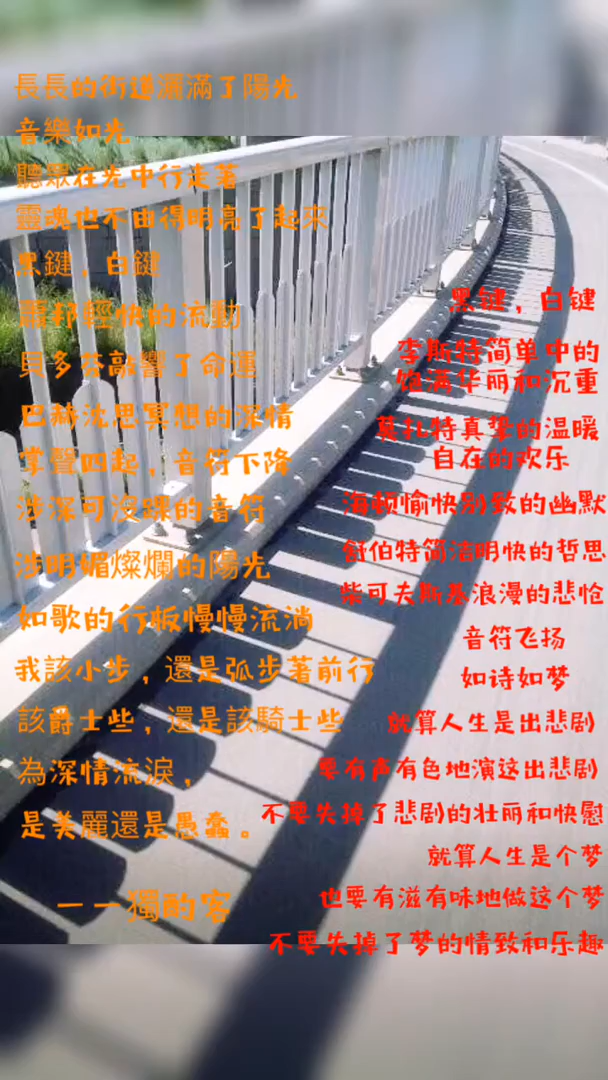 長長的街道灑滿了陽光
音樂如光
聽眾在光中行走著
靈魂也不由得明亮了起來
黑鍵，白鍵
蕭邦輕快的流動
貝多芬敲響了命運
巴赫沈思冥想的深情
掌聲四起，音符下降
涉深可沒踝的音符
涉明媚燦爛的陽光
如歌的行板慢慢流淌
我該小步，還是弧步著前行
該爵士些，還是該騎士些
為深情流淚，
是美麗還是愚蠢。
——獨酌客
黑键，白键
李斯特简单中的
饱满华丽和沉重
莫扎特真挚的温暖
自在的欢乐
海顿愉快别致的幽默
舒伯特简洁明快的哲思
柴可夫斯基浪漫的悲怆
音符飞扬
如诗如梦
就算人生是出悲剧
要有声有色地演这出悲剧
不要失掉了悲剧的壮丽和快慰
就算人生是个梦
也要有滋有味地做这个梦
不要失掉了梦的情致和乐趣